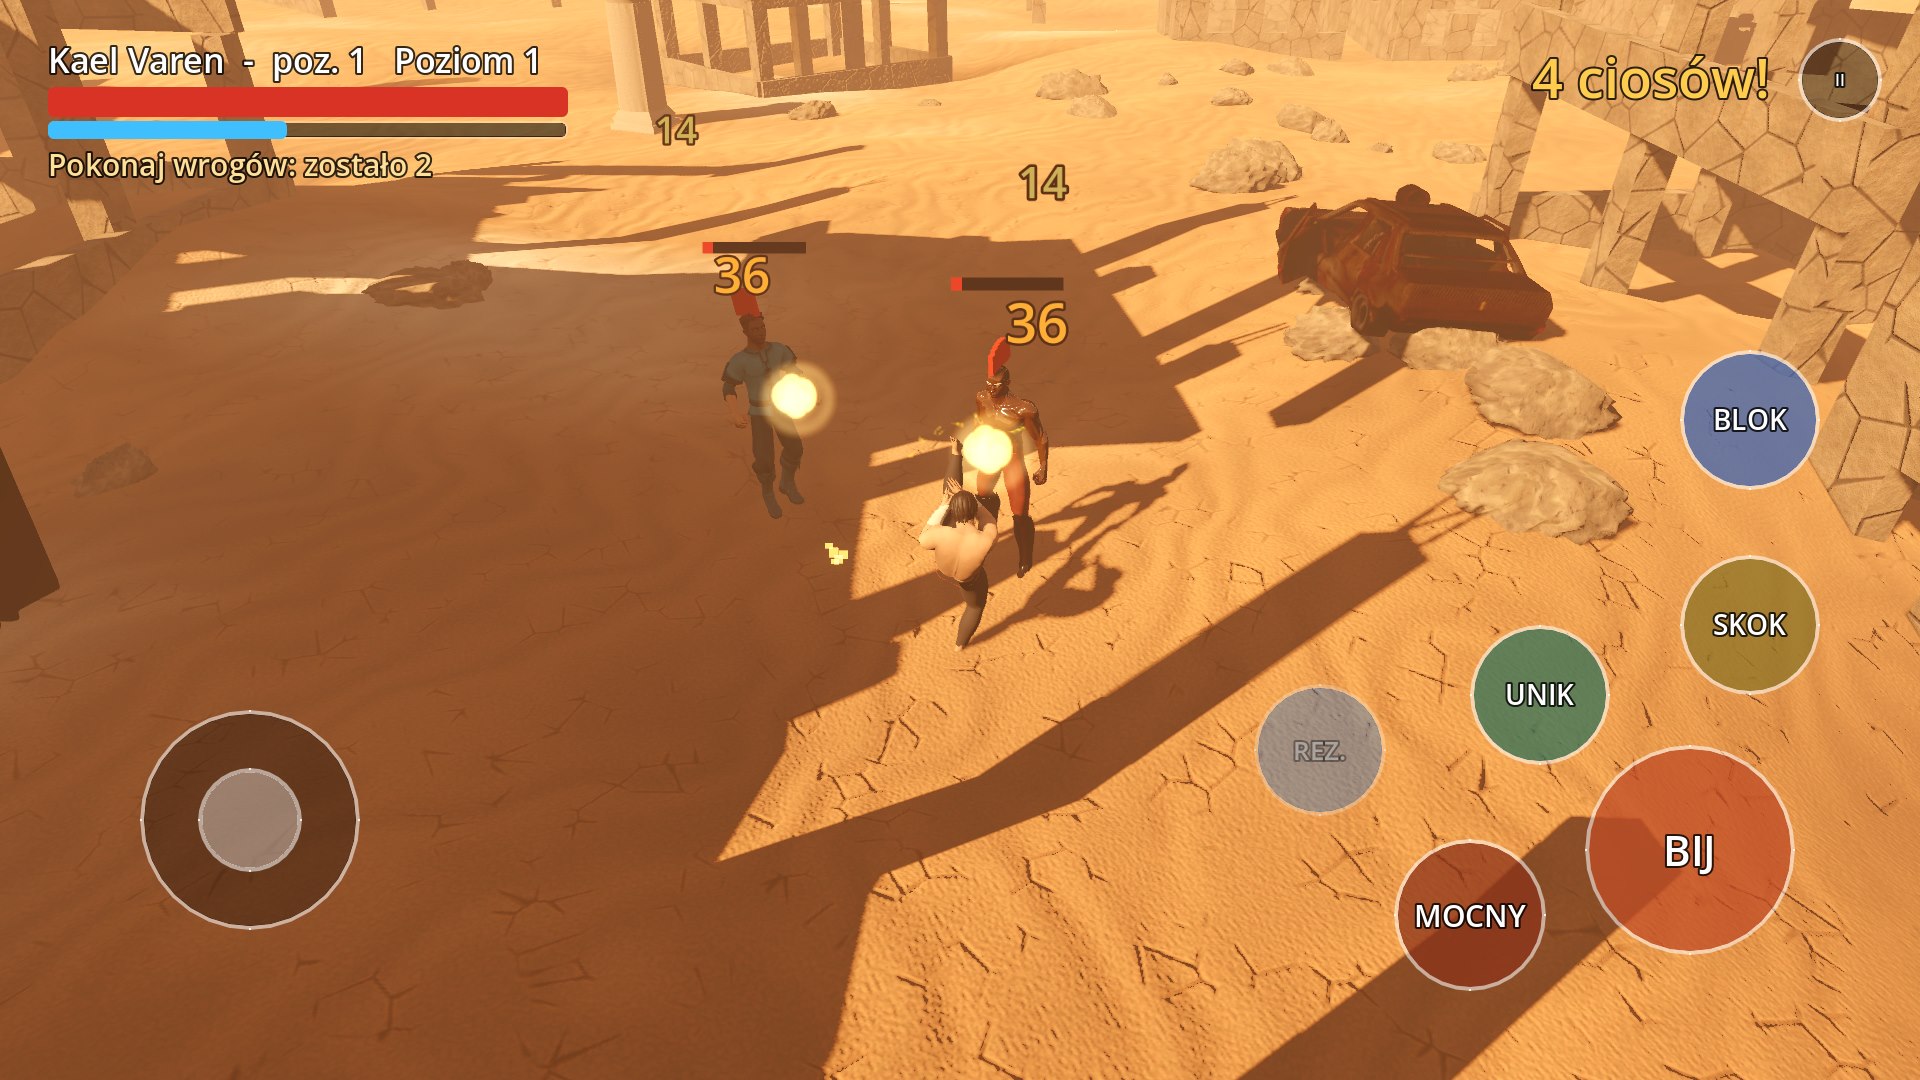 Kael Varen - poz. 1 Poziom 1
4 ciosów!
II
Pokonaj wrogów: zostało 2
14
14
36
36
BLOK
SKOK
UNIK
REZ.
BIJ
MOCNY